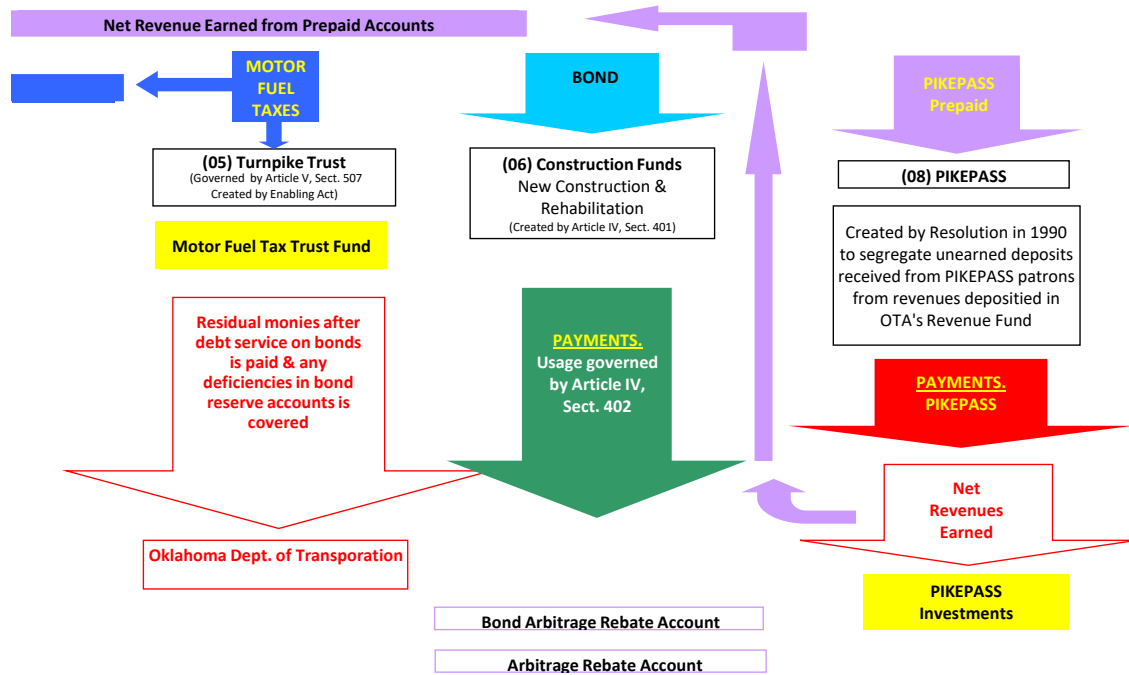 Net Revenue Earned from Prepaid Accounts
MOTOR
FUEL
TAXES
(05) Turnpike Trust
(Governed by Article V, Sect. 507
Created by Enabling Act)
Motor Fuel Tax Trust Fund
Residual monies after
debt service on bonds
is paid & any
deficiencies in bond
reserve accounts is
covered
Oklahoma Dept. of Transporation
BOND
(06) Construction Funds
New Construction &
Rehabilitation
(Created by Article IV, Sect. 401)
PAYMENTS.
Usage governed
by Article IV,
Sect. 402
Bond Arbitrage Rebate Account
Arbitrage Rebate Account
PIKEPASS
Prepaid
(08) PIKEPASS
Created by Resolution in 1990
to segregate unearned deposits
received from PIKEPASS patrons
from revenues depositied in
OTA's Revenue Fund
PAYMENTS.
PIKEPASS
Net
Revenues
Earned
PIKEPASS
Investments